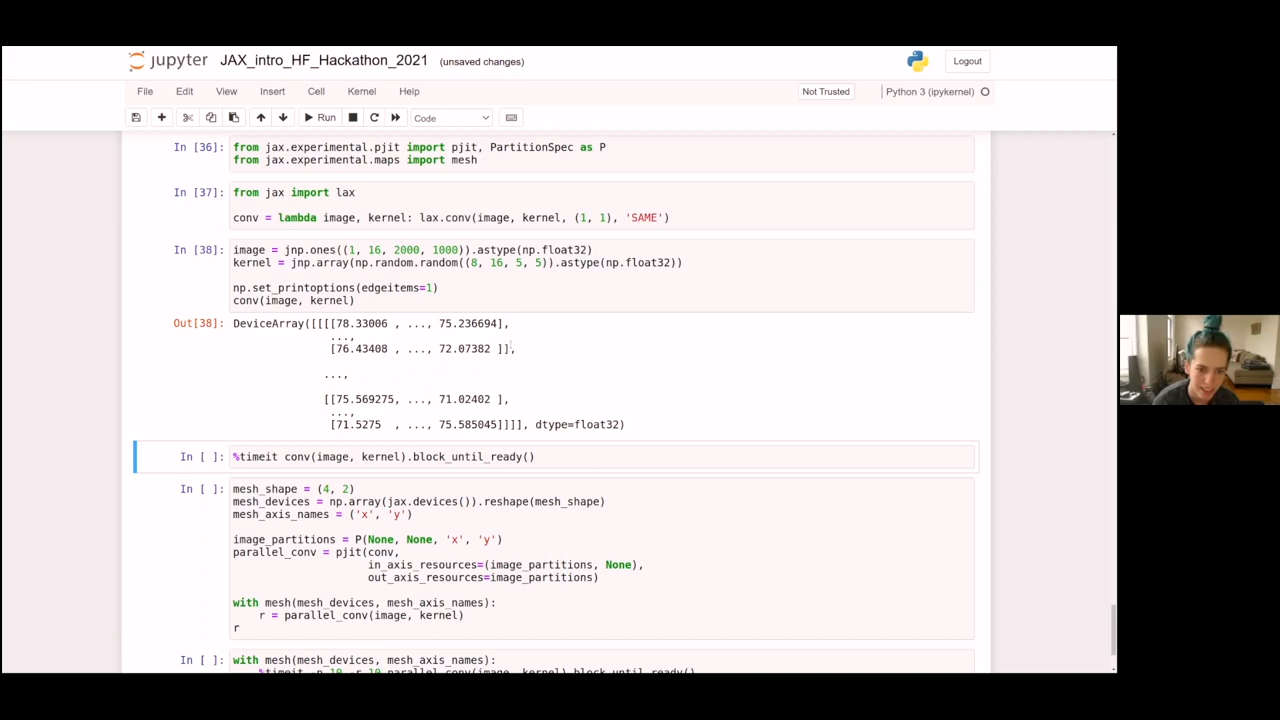 jupyter JAX_intro_HF_Hackathon_2021 (unsaved changes) Logout
File Edit View Insert Cell Kernel Help Not Trusted Python 3 (ipykernel)
Run Code
In [36]: from jax.experimental.pjit import pjit, PartitionSpec as P
from jax.experimental.maps import mesh
In [37]: from jax import lax
conv = lambda image, kernel: lax.conv(image, kernel, (1, 1), 'SAME')
In [38]: image = jnp.ones((1, 16, 2000, 1000)).astype(np.float32)
kernel = jnp.array(np.random.random((8, 16, 5, 5)).astype(np.float32))
np.set_printoptions(edgeitems=1)
conv(image, kernel)
Out[38]: DeviceArray([[[[78.33006 , ..., 75.236694],
...,
[76.43408 , ..., 72.07382 ]],
...,
[[75.569275, ..., 71.02402 ],
...,
[71.5275  , ..., 75.585045]]]], dtype=float32)
In [ ]: %timeit conv(image, kernel).block_until_ready()
In [ ]: mesh_shape = (4, 2)
mesh_devices = np.array(jax.devices()).reshape(mesh_shape)
mesh_axis_names = ('x', 'y')
image_partitions = P(None, None, 'x', 'y')
parallel_conv = pjit(conv,
in_axis_resources=(image_partitions, None),
out_axis_resources=image_partitions)
with mesh(mesh_devices, mesh_axis_names):
r = parallel_conv(image, kernel)
r
In [ ]: with mesh(mesh_devices, mesh_axis_names):
%timeit -n 10 -r 10 parallel_conv(image, kernel).block_until_ready()